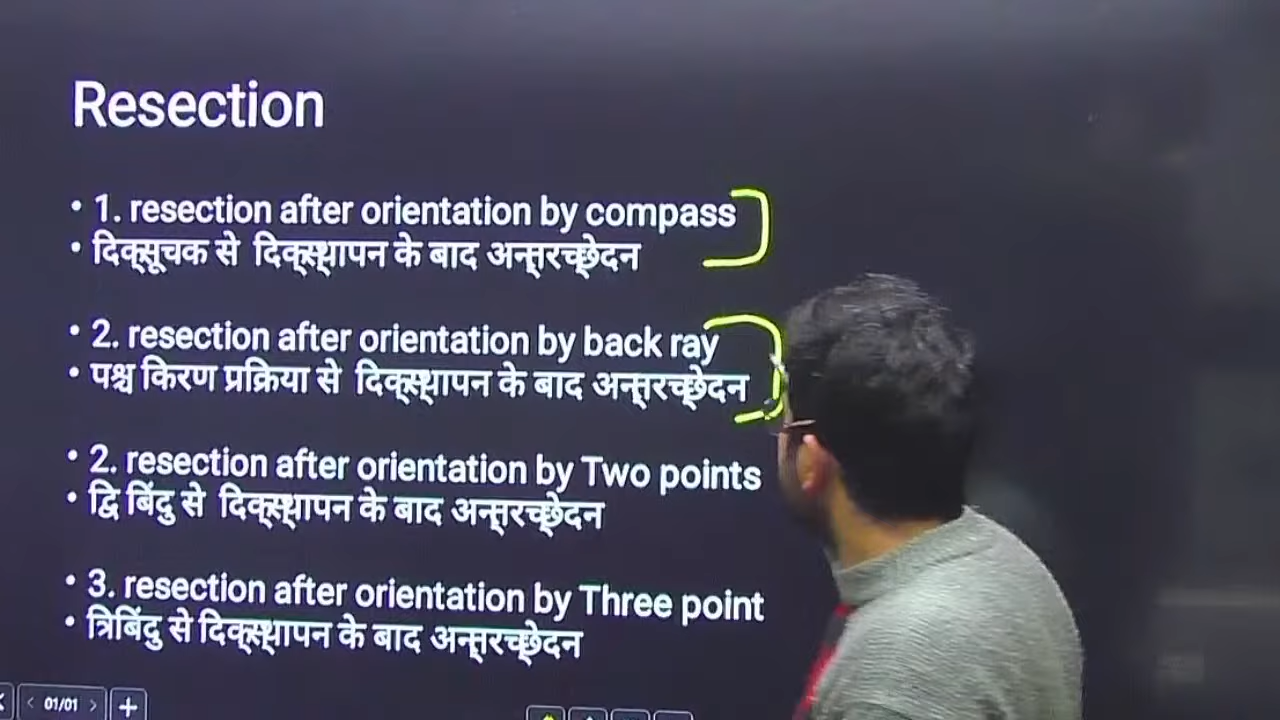 Resection
• 1. resection after orientation by compass
• दिक्सूचक से दिक्स्थापन के बाद अन्तरच्छेदन
• 2. resection after orientation by back ray
• पश्च किरण प्रक्रिया से दिक्स्थापन के बाद अन्तरच्छेदन
• 2. resection after orientation by Two points
• द्वि बिंदु से दिक्स्थापन के बाद अन्तरच्छेदन
• 3. resection after orientation by Three point
• त्रिबिंदु से दिक्स्थापन के बाद अन्तरच्छेदन
01/01